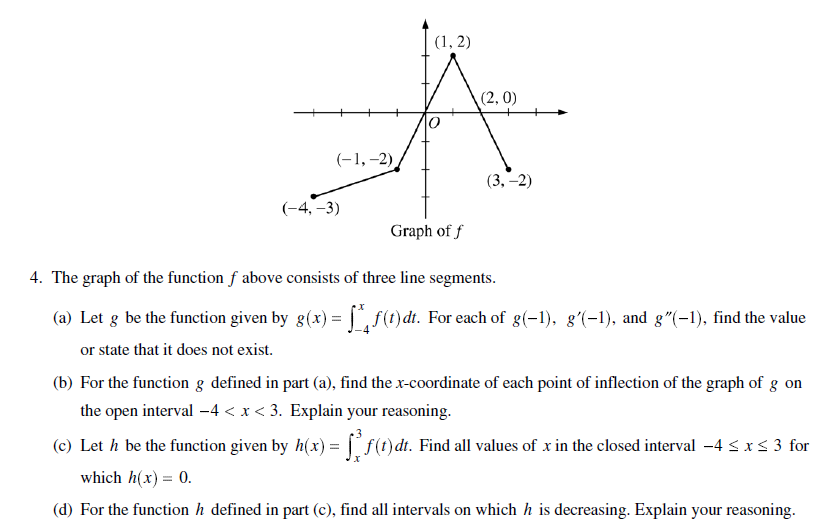 (1, 2)
(2, 0)
O
(−1, −2)
(3, −2)
(−4, −3)
Graph of f
4. The graph of the function f above consists of three line segments.
(a) Let g be the function given by g(x) = ∫₋₄ˣ f(t) dt. For each of g(−1), g′(−1), and g″(−1), find the value
or state that it does not exist.
(b) For the function g defined in part (a), find the x-coordinate of each point of inflection of the graph of g on
the open interval −4 < x < 3. Explain your reasoning.
(c) Let h be the function given by h(x) = ∫ₓ³ f(t) dt. Find all values of x in the closed interval −4 ≤ x ≤ 3 for
which h(x) = 0.
(d) For the function h defined in part (c), find all intervals on which h is decreasing. Explain your reasoning.